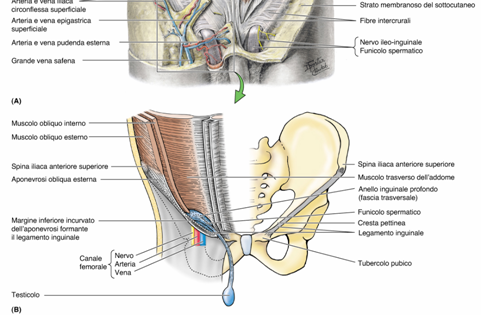 Arteria e vena iliaca
circonflessa superficiale
Arteria e vena epigastrica
superficiale
Arteria e vena pudenda esterna
Grande vena safena
Strato membranoso del sottocutaneo
Fibre intercrurali
Nervo ileo-inguinale
Funicolo spermatico
(A)
Muscolo obliquo interno
Muscolo obliquo esterno
Spina iliaca anteriore superiore
Aponevrosi obliqua esterna
Margine inferiore incurvato
dell'aponevrosi formante
il legamento inguinale
Canale
femorale
Nervo
Arteria
Vena
Testicolo
Spina iliaca anteriore superiore
Muscolo trasverso dell'addome
Anello inguinale profondo
(fascia trasversale)
Funicolo spermatico
Cresta pettinea
Legamento inguinale
Tubercolo pubico
(B)